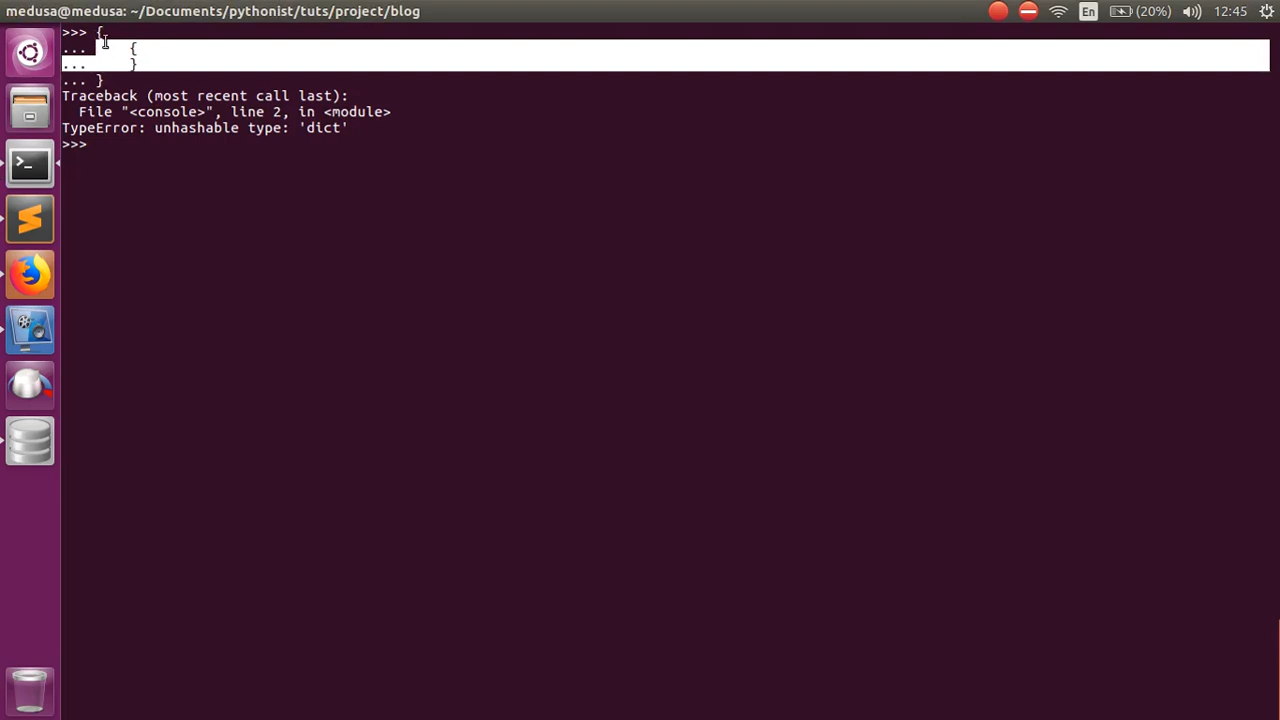 medusa@medusa: ~/Documents/pythonist/tuts/project/blog En (20%) 12:45
>>> {
...     {
...     }
... }
Traceback (most recent call last):
  File "<console>", line 2, in <module>
TypeError: unhashable type: 'dict'
>>>
>_